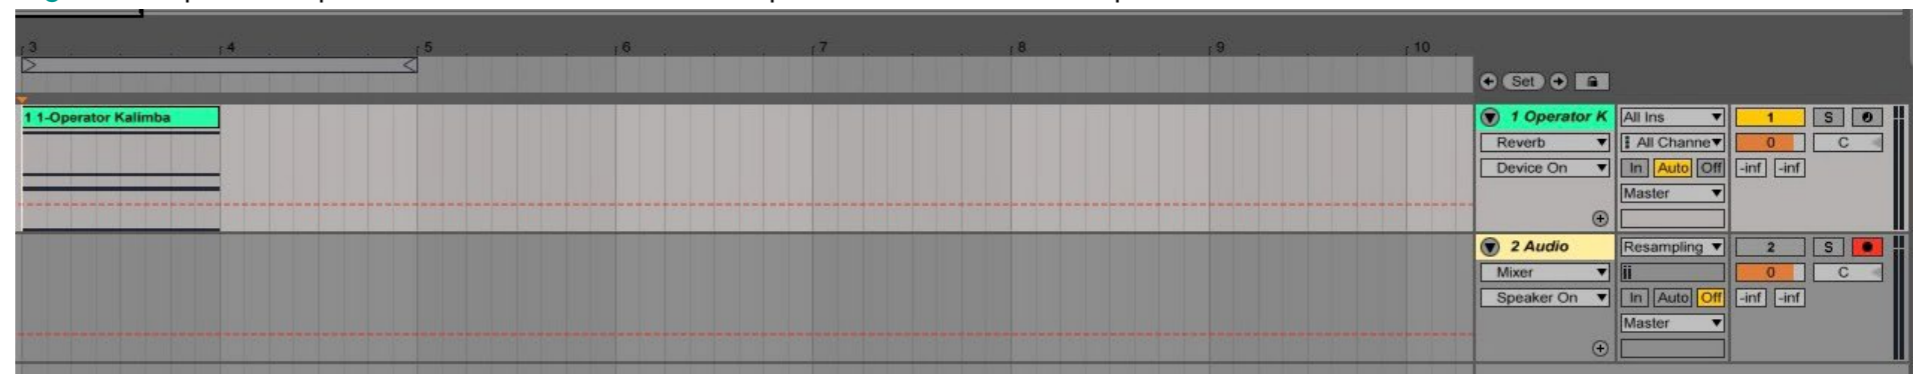 3 4 5 6 7 8 9 10
Set
1 1-Operator Kalimba
1 Operator K All Ins 1 S
Reverb All Channe 0 C
Device On In Auto Off -inf -inf
Master
2 Audio Resampling 2 S
Mixer ii 0 C
Speaker On In Auto Off -inf -inf
Master